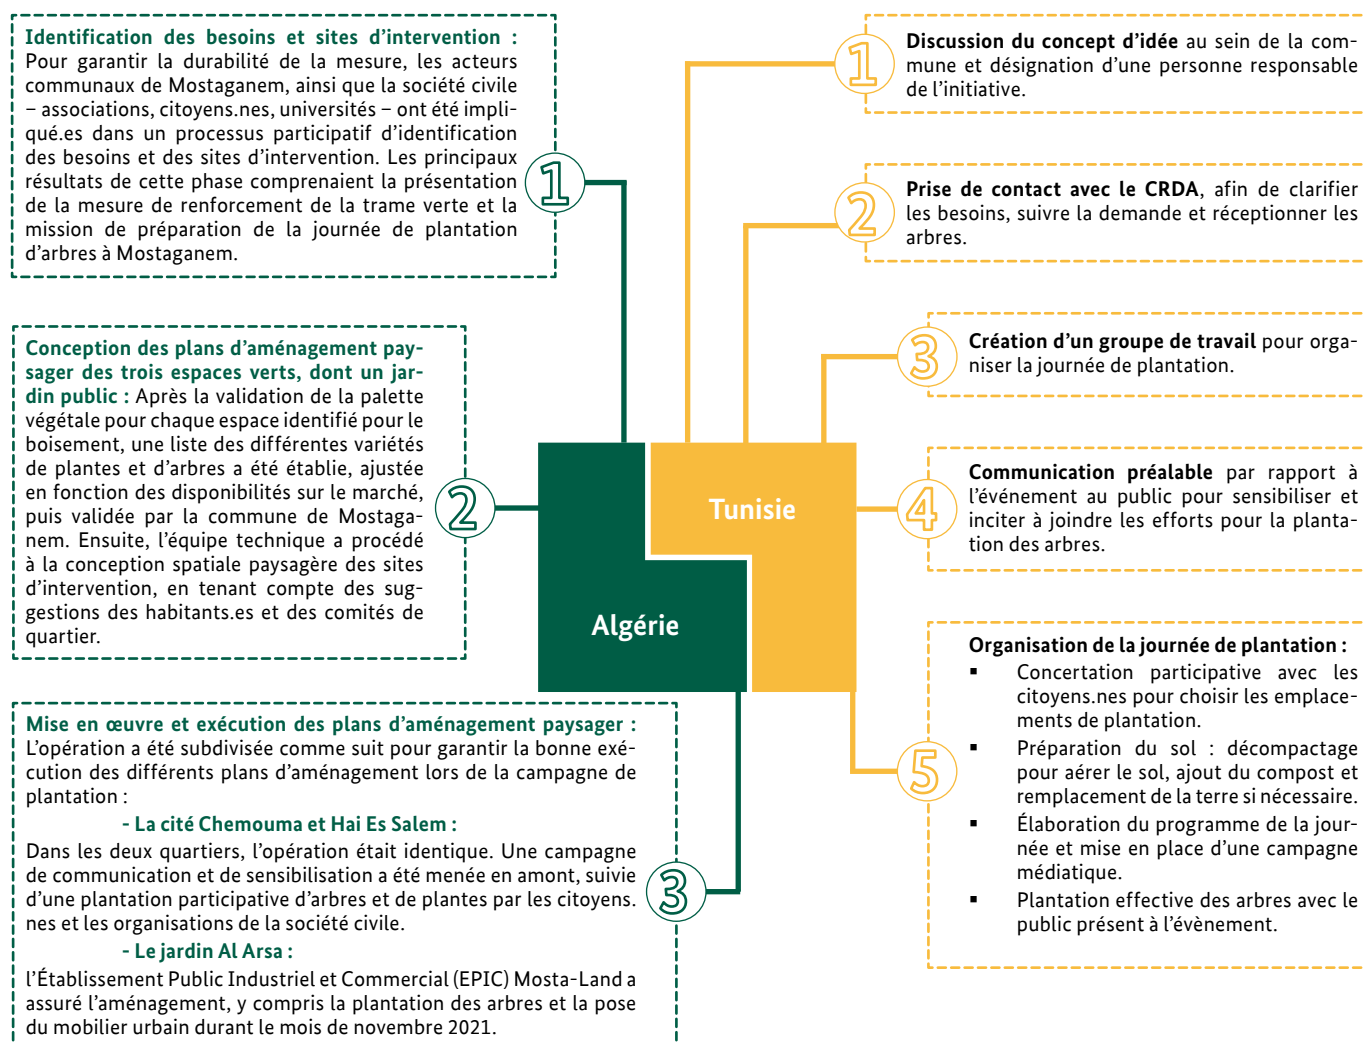 Identification des besoins et sites d'intervention :
Pour garantir la durabilité de la mesure, les acteurs
communaux de Mostaganem, ainsi que la société civile
– associations, citoyens.nes, universités – ont été impli-
qué.es dans un processus participatif d'identification
des besoins et des sites d'intervention. Les principaux
résultats de cette phase comprenaient la présentation
de la mesure de renforcement de la trame verte et la
mission de préparation de la journée de plantation
d'arbres à Mostaganem.
1
Conception des plans d'aménagement pay-
sager des trois espaces verts, dont un jar-
din public : Après la validation de la palette
végétale pour chaque espace identifié pour le
boisement, une liste des différentes variétés
de plantes et d'arbres a été établie, ajustée
en fonction des disponibilités sur le marché,
puis validée par la commune de Mostaga-
nem. Ensuite, l'équipe technique a procédé
à la conception spatiale paysagère des sites
d'intervention, en tenant compte des sug-
gestions des habitants.es et des comités de
quartier.
2
Mise en œuvre et exécution des plans d'aménagement paysager :
L'opération a été subdivisée comme suit pour garantir la bonne exé-
cution des différents plans d'aménagement lors de la campagne de
plantation :
- La cité Chemouma et Hai Es Salem :
Dans les deux quartiers, l'opération était identique. Une campagne
de communication et de sensibilisation a été menée en amont, suivie
d'une plantation participative d'arbres et de plantes par les citoyens.
nes et les organisations de la société civile.
- Le jardin Al Arsa :
l'Établissement Public Industriel et Commercial (EPIC) Mosta-Land a
assuré l'aménagement, y compris la plantation des arbres et la pose
du mobilier urbain durant le mois de novembre 2021.
3
Algérie
Tunisie
1
Discussion du concept d'idée au sein de la com-
mune et désignation d'une personne responsable
de l'initiative.
2
Prise de contact avec le CRDA, afin de clarifier
les besoins, suivre la demande et réceptionner les
arbres.
3
Création d'un groupe de travail pour orga-
niser la journée de plantation.
4
Communication préalable par rapport à
l'événement au public pour sensibiliser et
inciter à joindre les efforts pour la planta-
tion des arbres.
5
Organisation de la journée de plantation :
▪ Concertation participative avec les
citoyens.nes pour choisir les emplace-
ments de plantation.
▪ Préparation du sol : décompactage
pour aérer le sol, ajout du compost et
remplacement de la terre si nécessaire.
▪ Élaboration du programme de la jour-
née et mise en place d'une campagne
médiatique.
▪ Plantation effective des arbres avec le
public présent à l'évènement.